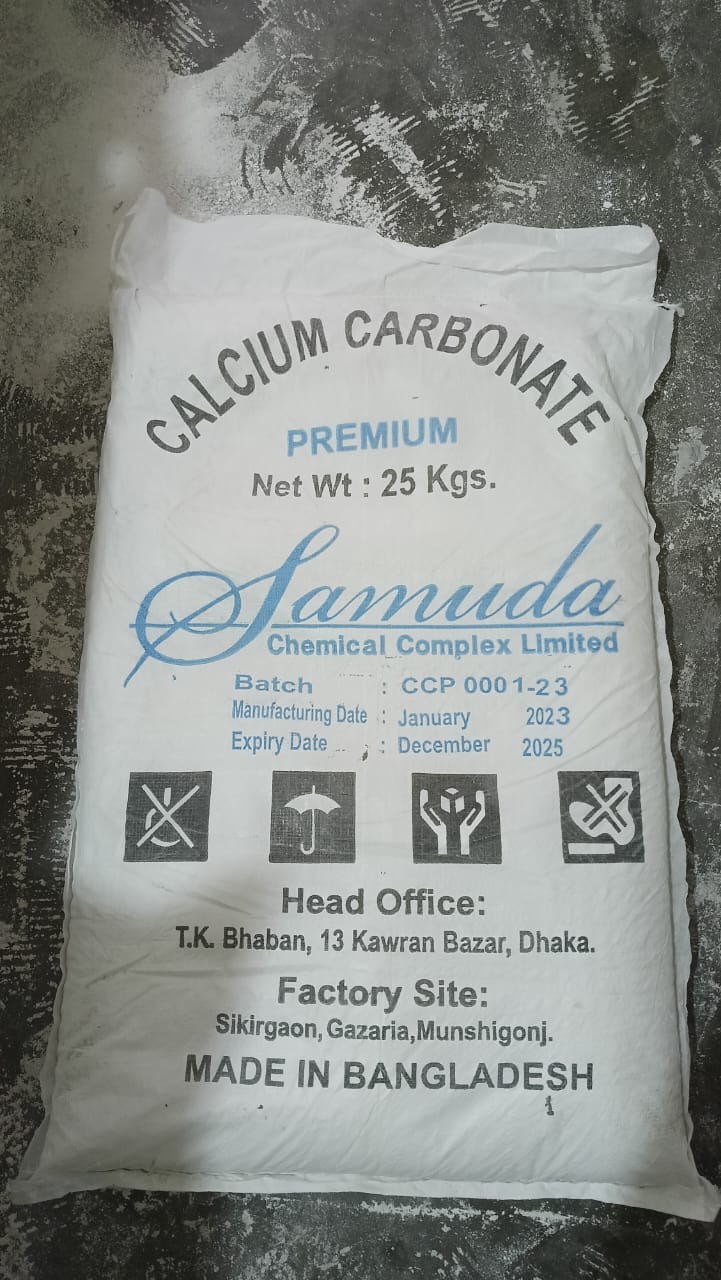 CALCIUM CARBONATE
PREMIUM
Net Wt : 25 Kgs.
Samuda
Chemical Complex Limited
Batch : CCP 0001-23
Manufacturing Date : January 2023
Expiry Date : December 2025
Head Office:
T.K. Bhaban, 13 Kawran Bazar, Dhaka.
Factory Site:
Sikirgaon, Gazaria, Munshigonj.
MADE IN BANGLADESH
1